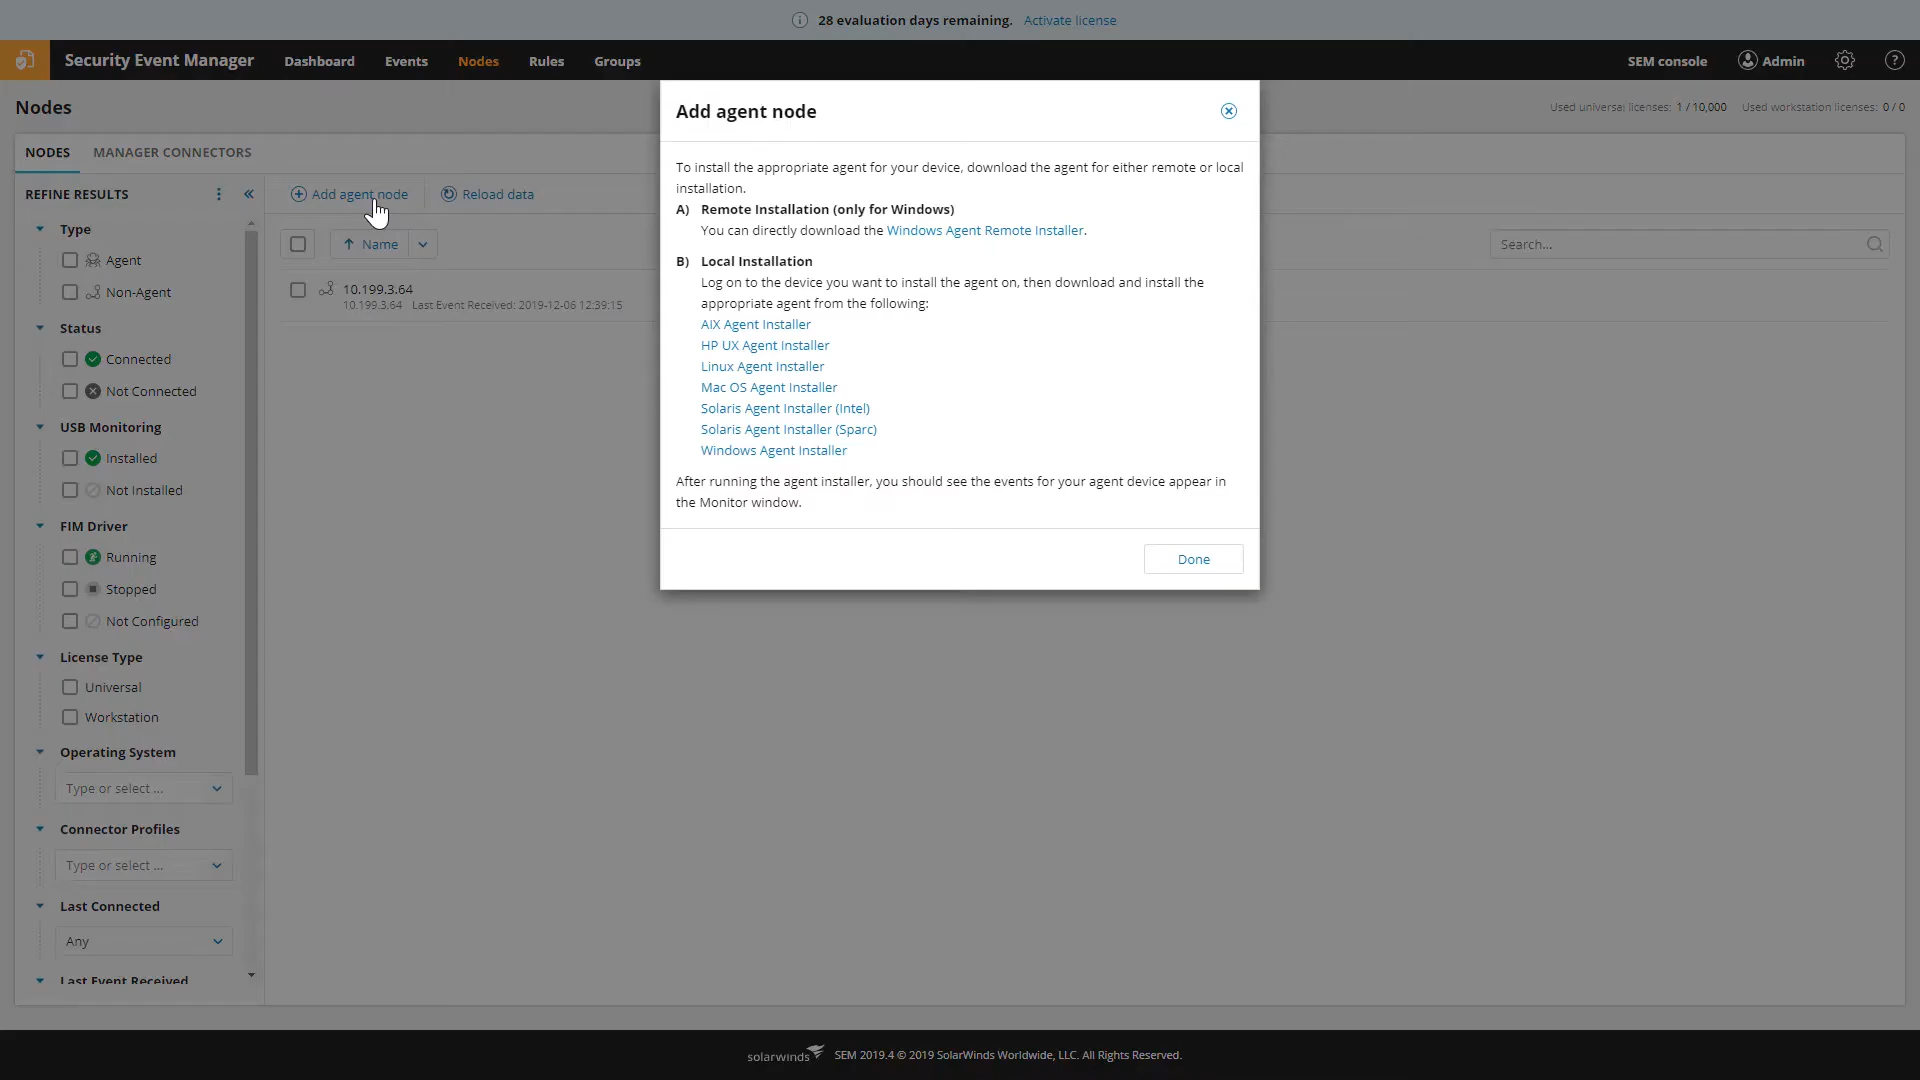 28 evaluation days remaining. Activate license
Security Event Manager Dashboard Events Nodes Rules Groups SEM console Admin
Nodes
Used universal licenses: 1 / 10,000 Used workstation licenses: 0 / 0
NODES MANAGER CONNECTORS
REFINE RESULTS
Type
Agent
Non-Agent
Status
Connected
Not Connected
USB Monitoring
Installed
Not Installed
FIM Driver
Running
Stopped
Not Configured
License Type
Universal
Workstation
Operating System
Type or select ...
Connector Profiles
Type or select ...
Last Connected
Any
Last Event Received
Add agent node Reload data
Name
Search...
10.199.3.64
10.199.3.64 Last Event Received: 2019-12-06 12:39:15
Add agent node
To install the appropriate agent for your device, download the agent for either remote or local
installation.
A) Remote Installation (only for Windows)
You can directly download the Windows Agent Remote Installer.
B) Local Installation
Log on to the device you want to install the agent on, then download and install the
appropriate agent from the following:
AIX Agent Installer
HP UX Agent Installer
Linux Agent Installer
Mac OS Agent Installer
Solaris Agent Installer (Intel)
Solaris Agent Installer (Sparc)
Windows Agent Installer
After running the agent installer, you should see the events for your agent device appear in
the Monitor window.
Done
solarwinds SEM 2019.4 © 2019 SolarWinds Worldwide, LLC. All Rights Reserved.